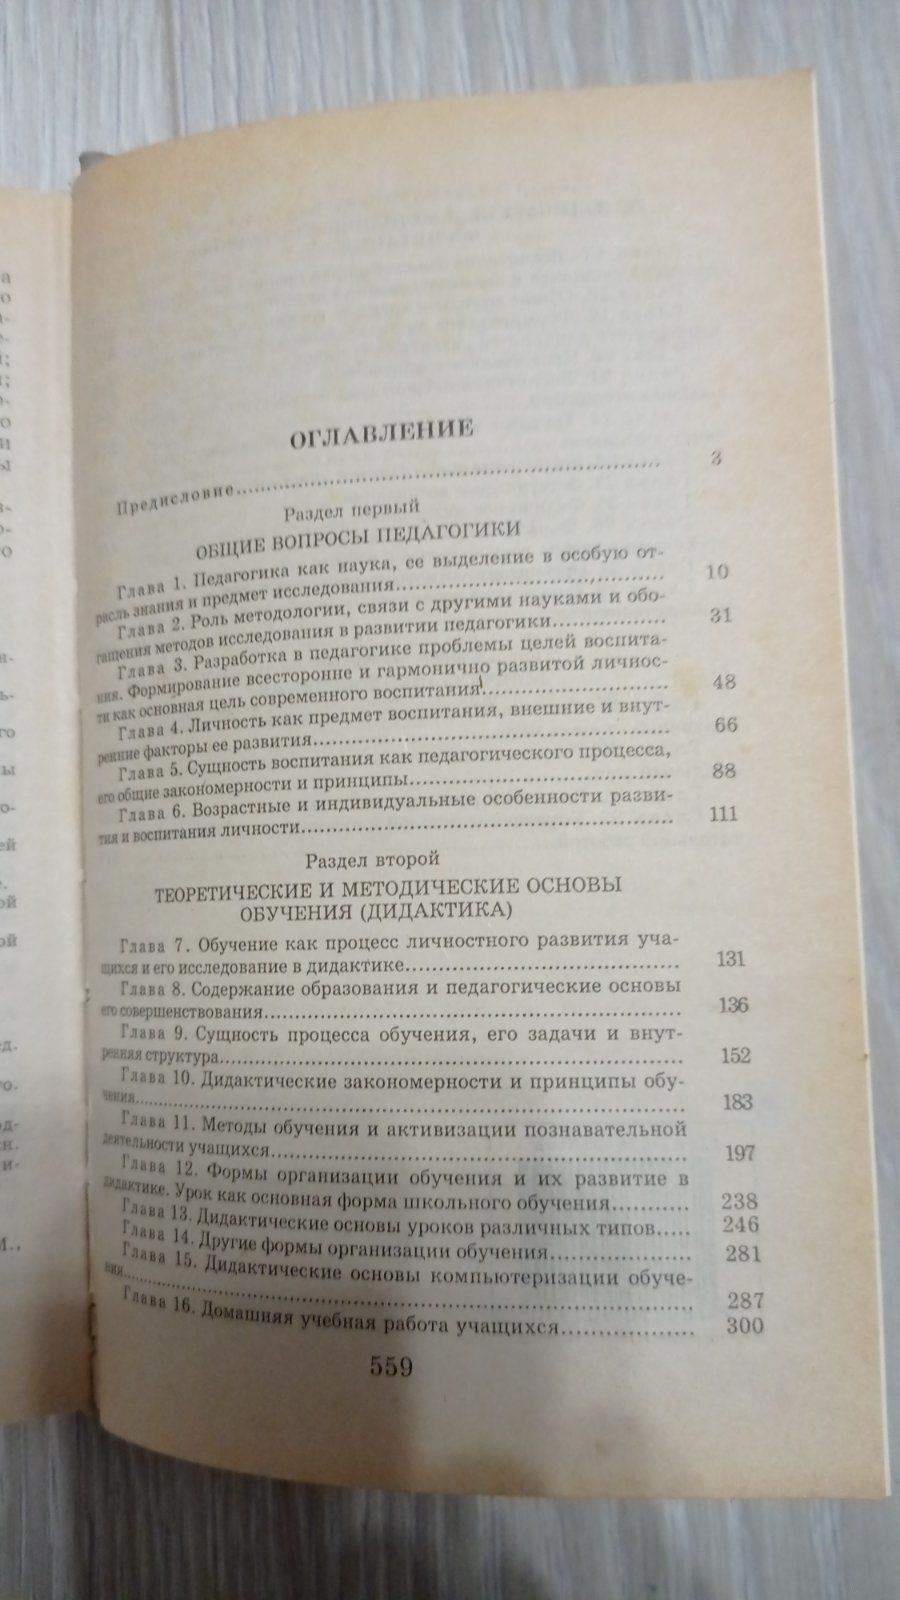 ОГЛАВЛЕНИЕ
Предисловие.......................................................... 3
Раздел первый
ОБЩИЕ ВОПРОСЫ ПЕДАГОГИКИ
Глава 1. Педагогика как наука, ее выделение в особую от-
расль знания и предмет исследования.................................. 10
Глава 2. Роль методологии, связи с другими науками и обо-
гащения методов исследования в развитии педагогики................ 31
Глава 3. Разработка в педагогике проблемы целей воспита-
ния. Формирование всесторонне и гармонично развитой личнос-
ти как основная цель современного воспитания........................ 48
Глава 4. Личность как предмет воспитания, внешние и внут-
ренние факторы ее развития.............................................. 66
Глава 5. Сущность воспитания как педагогического процесса,
его общие закономерности и принципы.................................. 88
Глава 6. Возрастные и индивидуальные особенности разви-
тия и воспитания личности................................................ 111
Раздел второй
ТЕОРЕТИЧЕСКИЕ И МЕТОДИЧЕСКИЕ ОСНОВЫ
ОБУЧЕНИЯ (ДИДАКТИКА)
Глава 7. Обучение как процесс личностного развития уча-
щихся и его исследование в дидактике.................................. 131
Глава 8. Содержание образования и педагогические основы
его совершенствования.................................................... 136
Глава 9. Сущность процесса обучения, его задачи и внут-
ренняя структура.......................................................... 152
Глава 10. Дидактические закономерности и принципы обу-
чения........................................................................ 183
Глава 11. Методы обучения и активизации познавательной
деятельности учащихся.................................................... 197
Глава 12. Формы организации обучения и их развитие в
дидактике. Урок как основная форма школьного обучения........... 238
Глава 13. Дидактические основы уроков различных типов..... 246
Глава 14. Другие формы организации обучения.................... 281
Глава 15. Дидактические основы компьютеризации обуче-
ния.......................................................................... 287
Глава 16. Домашняя учебная работа учащихся................... 300
559